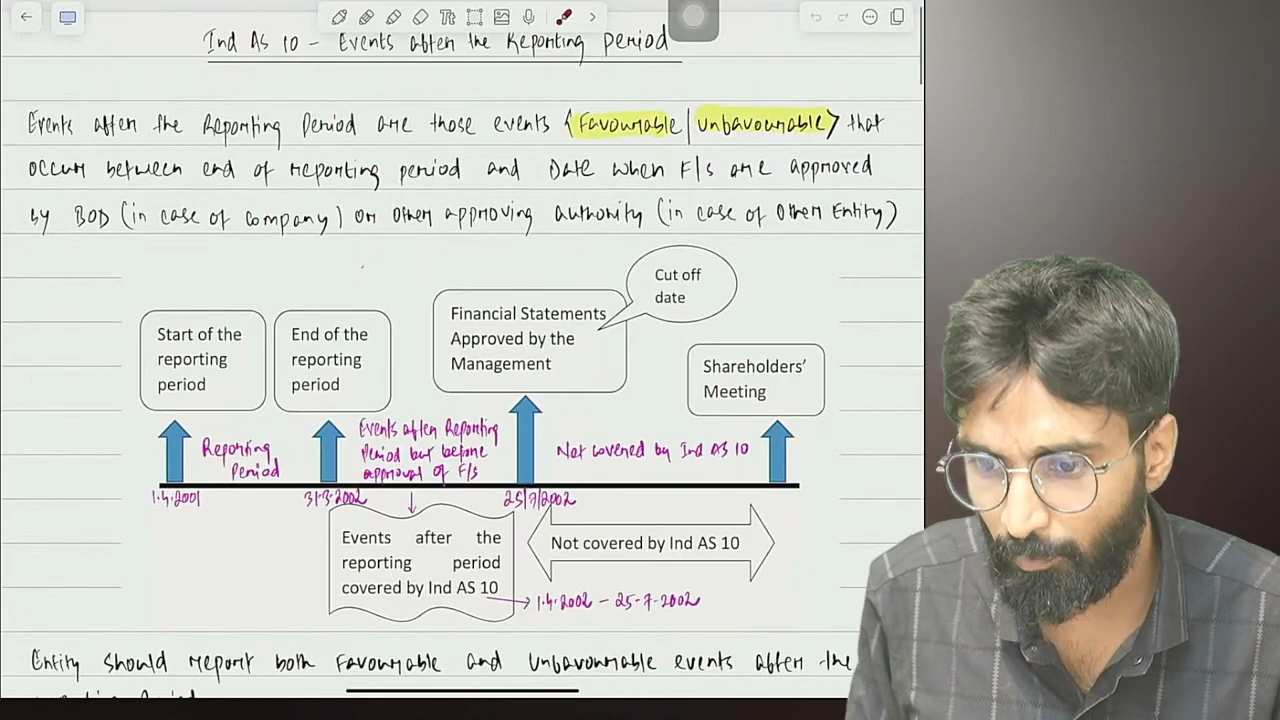 Ind AS 10 - Events after the Reporting Period
Events after the Reporting Period are those events (Favourable | Unfavourable) that
occur between end of reporting period and Date when F/s are approved
by BOD (in case of company) or other approving authority (in case of Other Entity)
Cut off
date
Financial Statements
Approved by the
Management
Start of the
reporting
period
End of the
reporting
period
Shareholders'
Meeting
Reporting
Period
Events after Reporting
Period but before
approval of F/s
Not covered by Ind AS 10
1.4.2001
31.3.2002
25/7/2002
Events after the
reporting period
covered by Ind AS 10
Not covered by Ind AS 10
1.4.2002 - 25.7.2002
Entity should report both Favourable and Unfavourable events after the